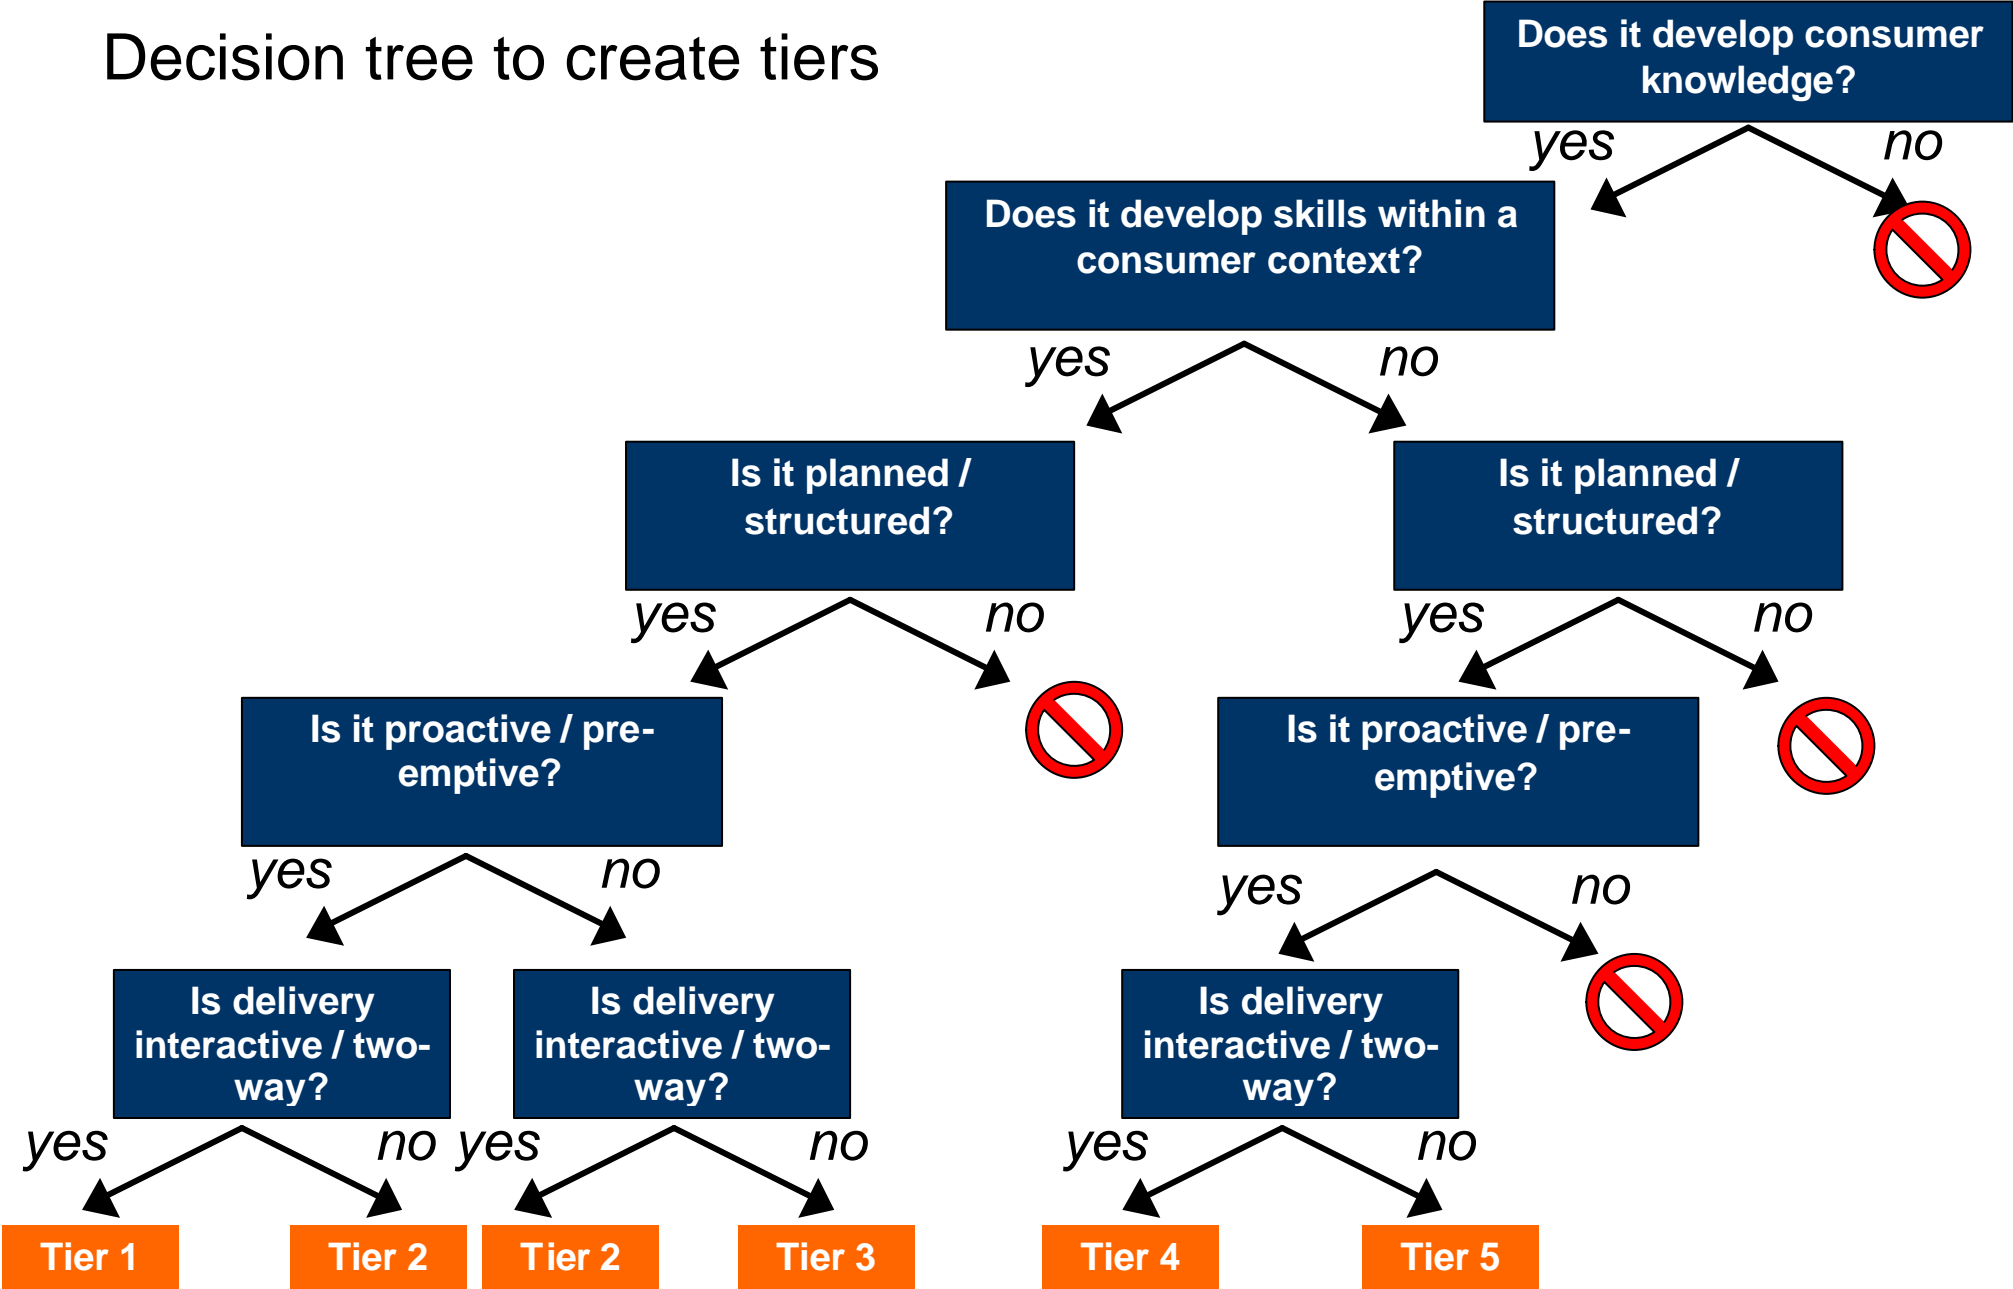 Decision tree to create tiers
Does it develop consumer
knowledge?
yes
no
Does it develop skills within a
consumer context?
yes
no
Is it planned /
structured?
Is it planned /
structured?
yes
no
yes
no
Is it proactive / pre-
emptive?
Is it proactive / pre-
emptive?
yes
no
yes
no
Is delivery
interactive / two-
way?
Is delivery
interactive / two-
way?
Is delivery
interactive / two-
way?
yes
no
yes
no
yes
no
Tier 1
Tier 2
Tier 2
Tier 3
Tier 4
Tier 5